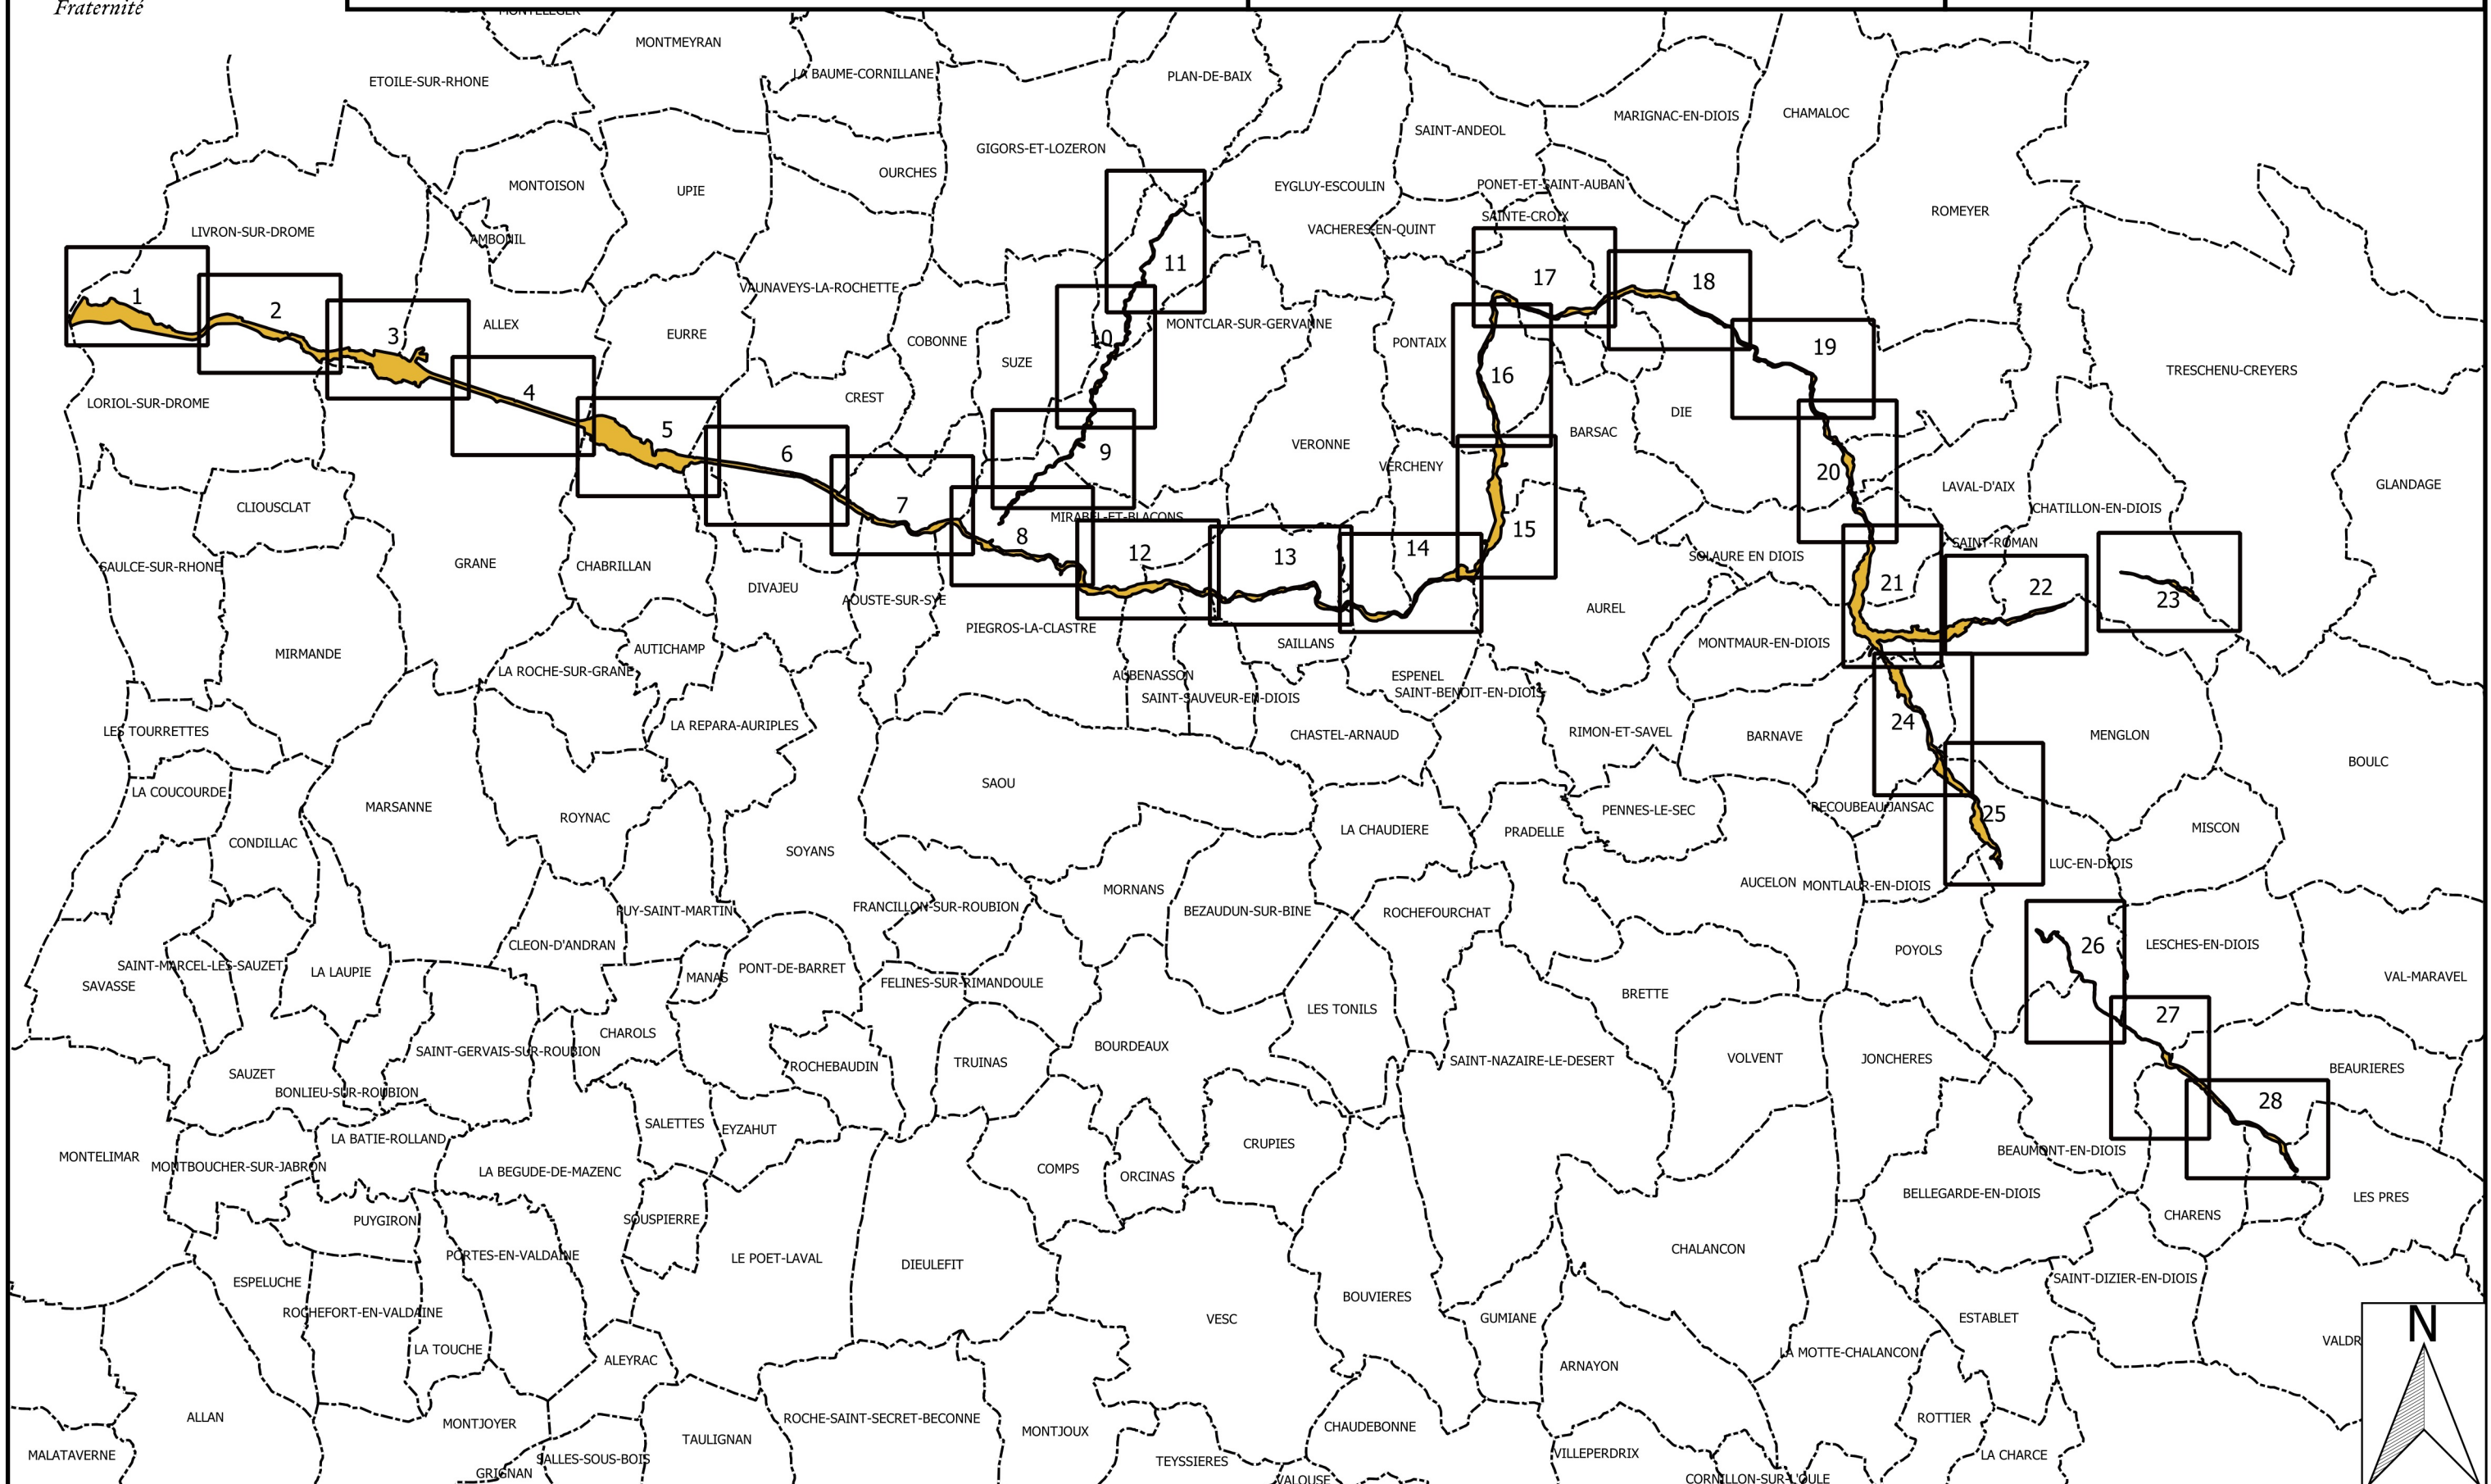 Fraternité
MONTELEGER
MONTMEYRAN
ETOILE-SUR-RHONE
LA BAUME-CORNILLANE
PLAN-DE-BAIX
MARIGNAC-EN-DIOIS
CHAMALOC
SAINT-ANDEOL
GIGORS-ET-LOZERON
OURCHES
MONTOISON
UPIE
EYGLUY-ESCOULIN
PONET-ET-SAINT-AUBAN
SAINTE-CROIX
ROMEYER
LIVRON-SUR-DROME
AMBONIL
VACHERES-EN-QUINT
11
17
18
VAUNAVEYS-LA-ROCHETTE
1
2
3
ALLEX
EURRE
COBONNE
10
MONTCLAR-SUR-GERVANNE
SUZE
PONTAIX
19
16
TRESCHENU-CREYERS
4
CREST
LORIOL-SUR-DROME
DIE
5
6
9
VERONNE
BARSAC
VERCHENY
20
LAVAL-D'AIX
GLANDAGE
CLIOUSCLAT
7
MIRABEL-ET-BLACONS
CHATILLON-EN-DIOIS
8
15
12
13
14
SAINT-ROMAN
SOLAURE EN DIOIS
SAULCE-SUR-RHONE
GRANE
CHABRILLAN
DIVAJEU
21
22
23
AOUSTE-SUR-SYE
AUREL
PIEGROS-LA-CLASTRE
SAILLANS
MONTMAUR-EN-DIOIS
MIRMANDE
AUTICHAMP
LA ROCHE-SUR-GRANE
AUBENASSON
ESPENEL
SAINT-BENOIT-EN-DIOIS
SAINT-SAUVEUR-EN-DIOIS
LES TOURRETTES
LA REPARA-AURIPLES
CHASTEL-ARNAUD
RIMON-ET-SAVEL
BARNAVE
24
MENGLON
BOULC
SAOU
LA COUCOURDE
MARSANNE
ROYNAC
RECOUBEAU-JANSAC
25
PENNES-LE-SEC
LA CHAUDIERE
PRADELLE
MISCON
CONDILLAC
SOYANS
LUC-EN-DIOIS
MORNANS
AUCELON
MONTLAUR-EN-DIOIS
PUY-SAINT-MARTIN
FRANCILLON-SUR-ROUBION
BEZAUDUN-SUR-BINE
ROCHEFOURCHAT
CLEON-D'ANDRAN
26
LESCHES-EN-DIOIS
POYOLS
SAINT-MARCEL-LES-SAUZET
LA LAUPIE
MANAS
PONT-DE-BARRET
FELINES-SUR-RIMANDOULE
VAL-MARAVEL
SAVASSE
BRETTE
LES TONILS
27
CHAROLS
SAINT-GERVAIS-SUR-ROUBION
BOURDEAUX
SAINT-NAZAIRE-LE-DESERT
VOLVENT
JONCHERES
SAUZET
ROCHEBAUDIN
TRUINAS
BEAURIERES
BONLIEU-SUR-ROUBION
28
SALETTES
EYZAHUT
LA BATIE-ROLLAND
CRUPIES
BEAUMONT-EN-DIOIS
MONTELIMAR
MONTBOUCHER-SUR-JABRON
LA BEGUDE-DE-MAZENC
COMPS
ORCINAS
BELLEGARDE-EN-DIOIS
LES PRES
PUYGIRON
SOUSPIERRE
CHARENS
PORTES-EN-VALDAINE
LE POET-LAVAL
DIEULEFIT
CHALANCON
ESPELUCHE
SAINT-DIZIER-EN-DIOIS
BOUVIERES
ROCHEFORT-EN-VALDAINE
VESC
GUMIANE
ESTABLET
N
VALDR
LA TOUCHE
ALEYRAC
ARNAYON
LA MOTTE-CHALANCON
ALLAN
MONTJOYER
ROCHE-SAINT-SECRET-BECONNE
MONTJOUX
CHAUDEBONNE
ROTTIER
TAULIGNAN
MALATAVERNE
SALLES-SOUS-BOIS
TEYSSIERES
VILLEPERDRIX
LA CHARCE
GRIGNAN
VALOUSE
CORNILLON-SUR-L'OULE